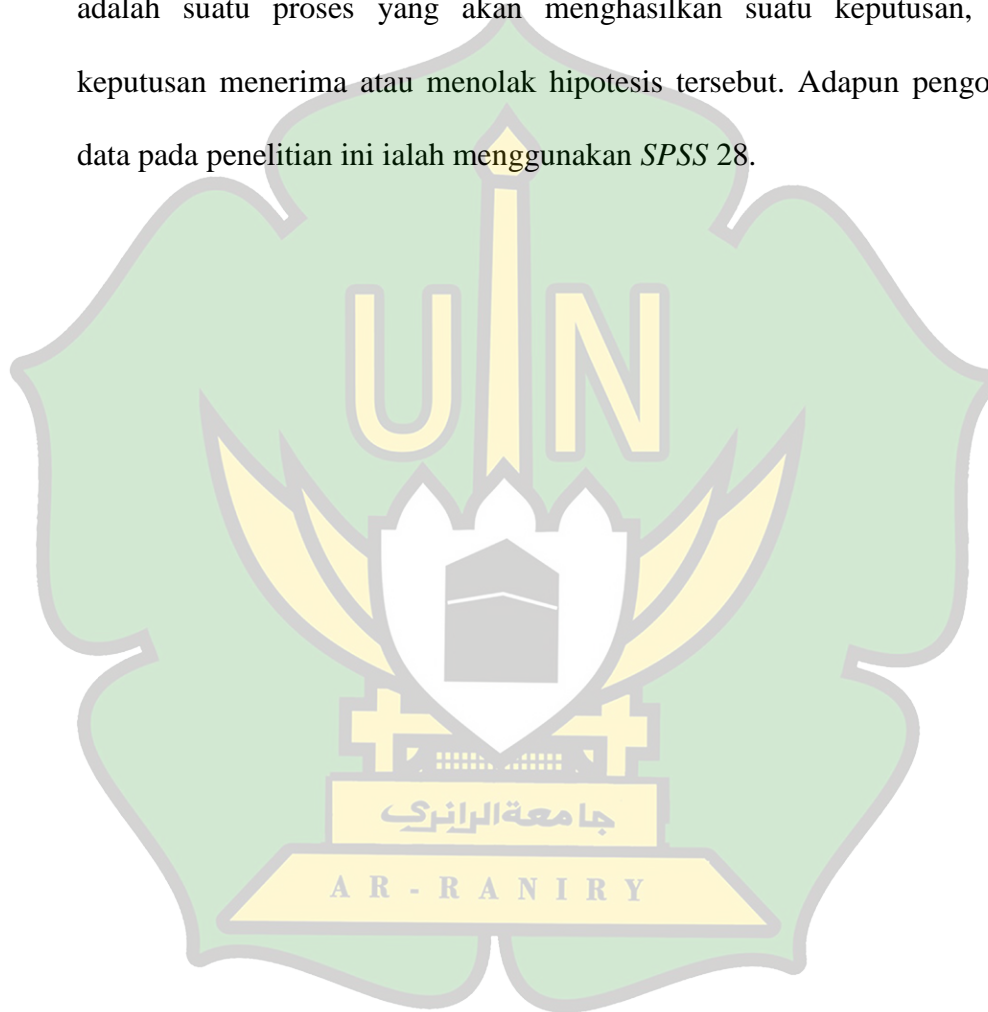 adalah suatu proses yang akan menghasilkan suatu keputusan,
keputusan menerima atau menolak hipotesis tersebut. Adapun
data pada penelitian ini ialah menggunakan SPSS 28.
UIN
جامعة الرانري
AR-RANIRY